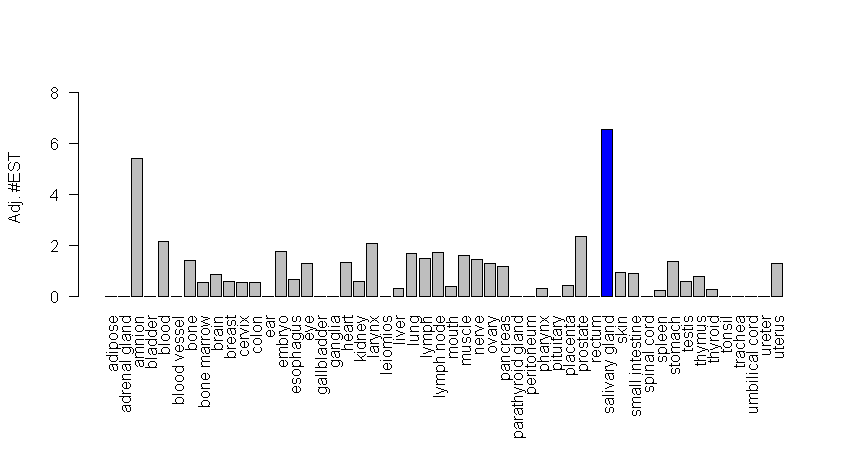 8
6
4
2
0
Adj. #EST
adipose
adrenal gland
amnion
bladder
blood
blood vessel
bone
bone marrow
brain
breast
cervix
colon
ear
embryo
esophagus
eye
gallbladder
ganglia
heart
kidney
larynx
leiomios
liver
lung
lymph
lymph node
mouth
muscle
nerve
ovary
pancreas
parathyroid gland
peritoneum
pharynx
pituitary
placenta
prostate
rectum
salivary gland
skin
small intestine
spinal cord
spleen
stomach
testis
thymus
thyroid
tonsil
trachea
umbilical cord
ureter
uterus